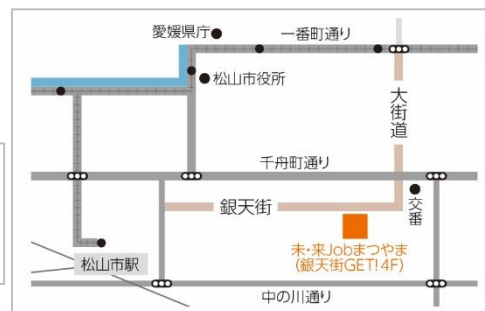 愛媛県庁
一番町通り
松山市役所
大街道
千舟町通り
銀天街
交番
未・来Jobまつやま
(銀天街GET!4F)
松山市駅
中の川通り